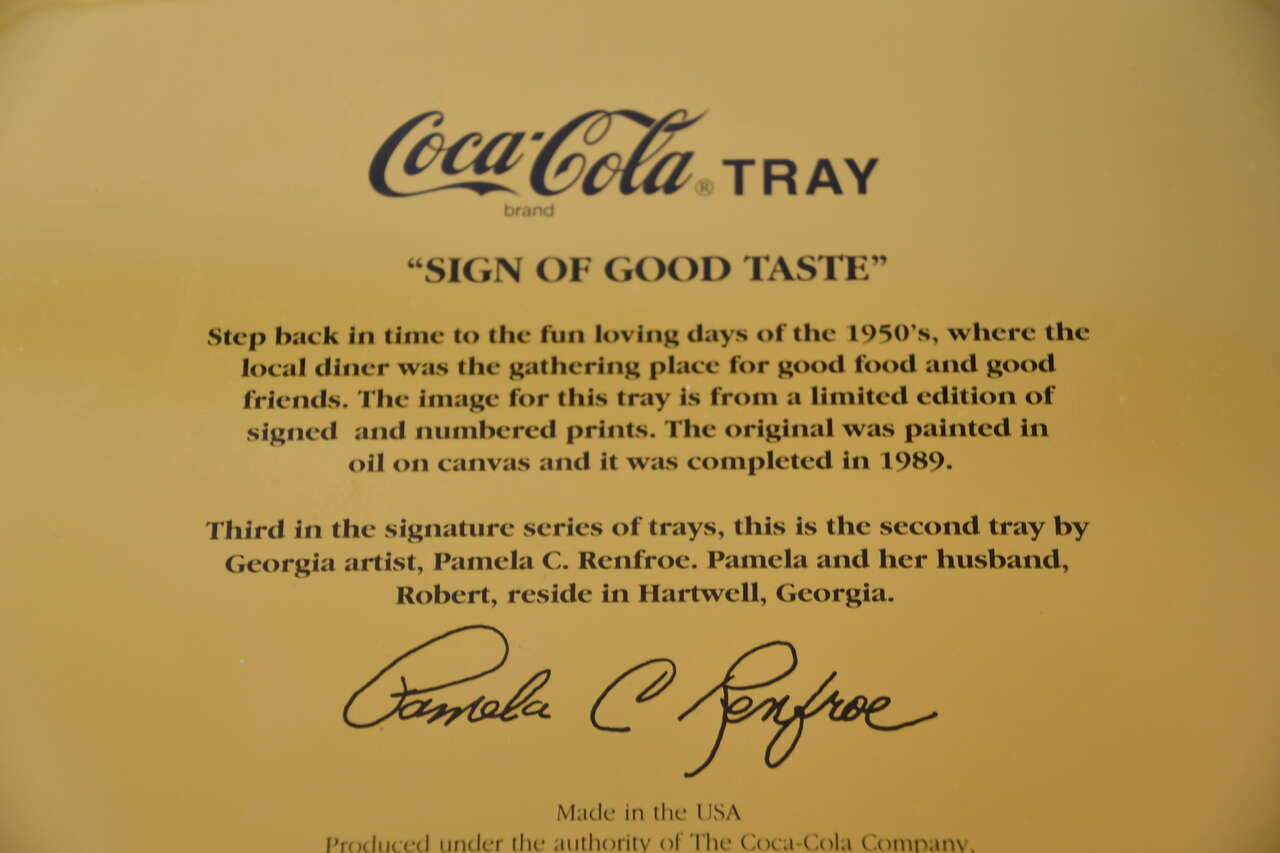 Coca-Cola® TRAY
brand
“SIGN OF GOOD TASTE”
Step back in time to the fun loving days of the 1950’s, where the
local diner was the gathering place for good food and good
friends. The image for this tray is from a limited edition of
signed and numbered prints. The original was painted in
oil on canvas and it was completed in 1989.
Third in the signature series of trays, this is the second tray by
Georgia artist, Pamela C. Renfroe. Pamela and her husband,
Robert, reside in Hartwell, Georgia.
Pamela C Renfroe
Made in the USA
Produced under the authority of The Coca-Cola Company,